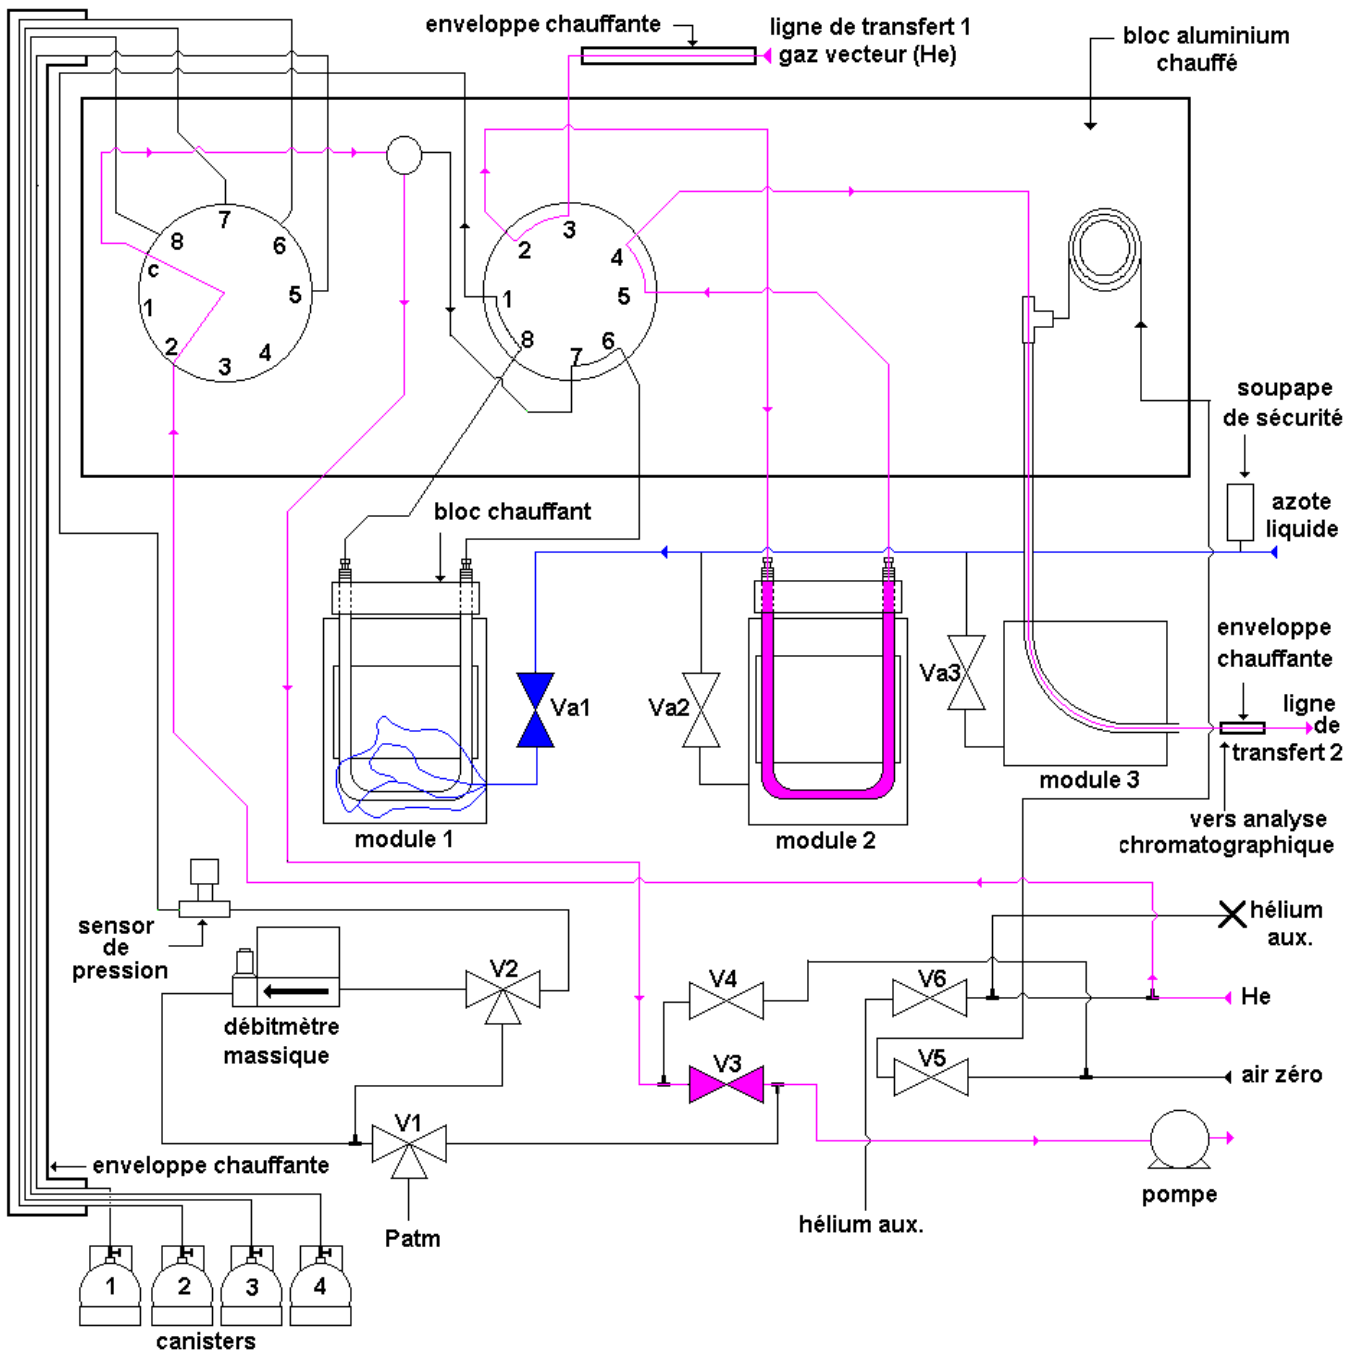 enveloppe chauffante
ligne de transfert 1
gaz vecteur (He)
bloc aluminium
chauffé
7
8
6
c
5
1
2
3
4
3
2
4
1
5
8
7
6
soupape
de sécurité
azote
liquide
bloc chauffant
Va1
Va2
Va3
module 1
module 2
module 3
enveloppe
chauffante
ligne
de
transfert 2
vers analyse
chromatographique
sensor
de
pression
débitmètre
massique
V2
V4
V6
hélium
aux.
He
V3
V5
air zéro
V1
enveloppe chauffante
Patm
hélium aux.
pompe
1
2
3
4
canisters